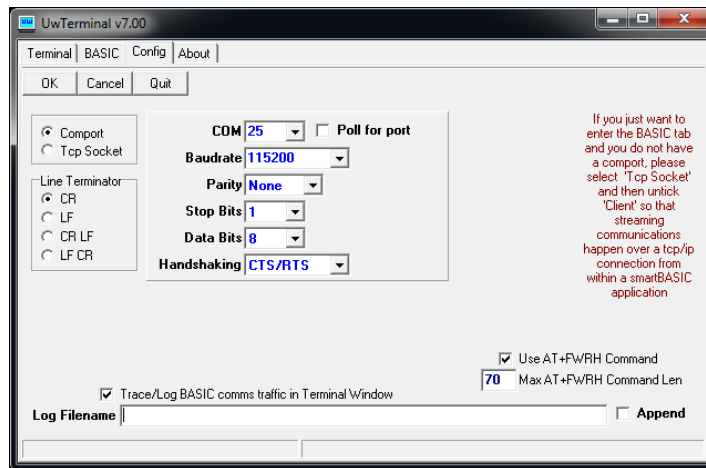 UwTerminal v7.00
Terminal BASIC Config About
OK Cancel Quit
Comport
Tcp Socket
Line Terminator
CR
LF
CR LF
LF CR
COM 25 Poll for port
Baudrate 115200
Parity None
Stop Bits 1
Data Bits 8
Handshaking CTS/RTS
If you just want to
enter the BASIC tab
and you do not have
a comport, please
select 'Tcp Socket'
and then untick
'Client' so that
streaming
communications
happen over a tcp/ip
connection from
within a smartBASIC
application
Use AT+FWRH Command
70 Max AT+FWRH Command Len
Trace/Log BASIC comms traffic in Terminal Window
Log Filename Append